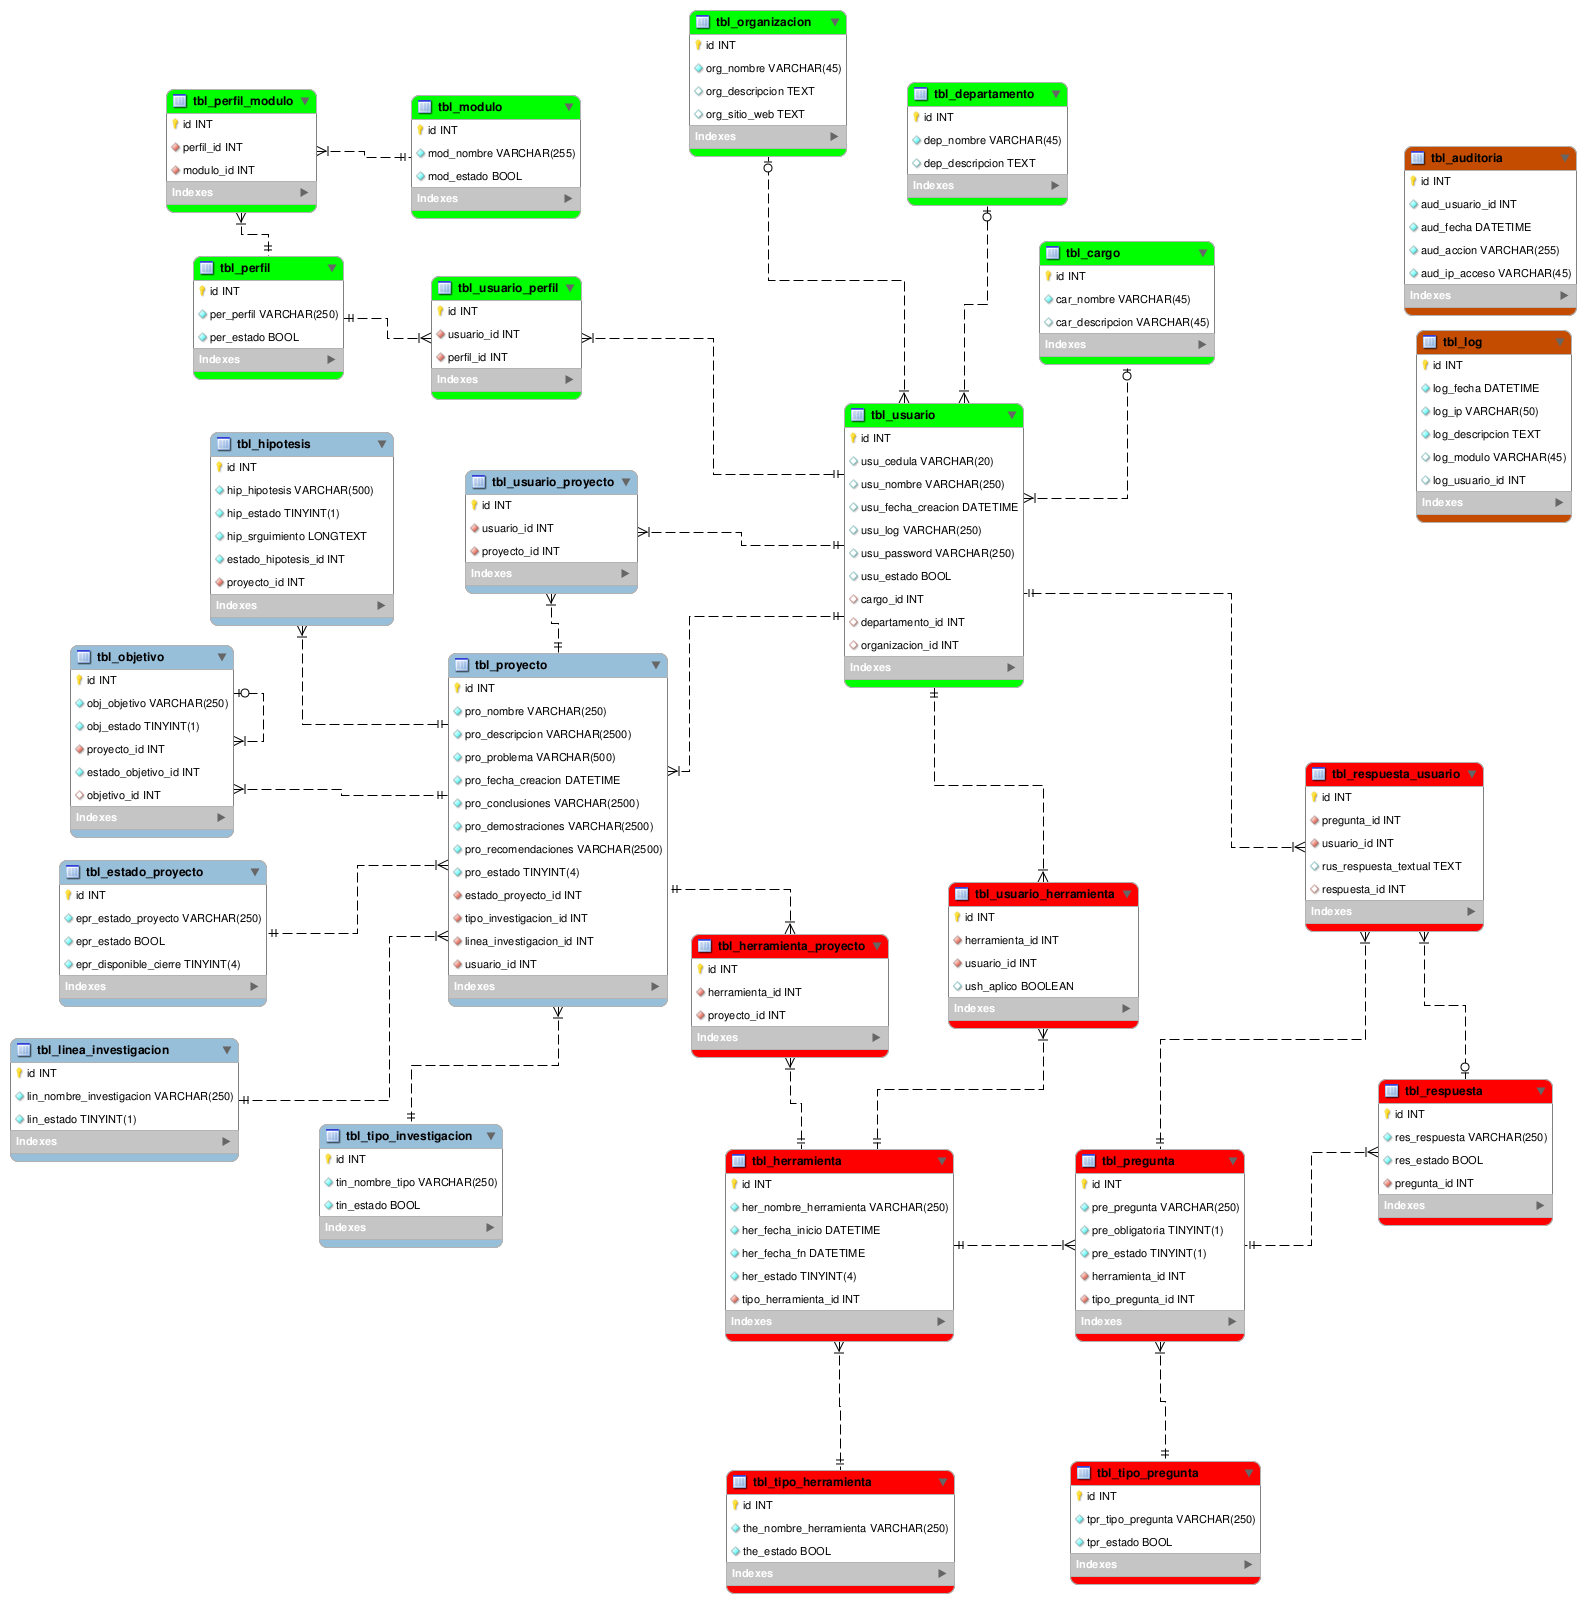 tbl_organizacion
id INT
org_nombre VARCHAR(45)
org_descripcion TEXT
org_sitio_web TEXT
Indexes
tbl_departamento
id INT
dep_nombre VARCHAR(45)
dep_descripcion TEXT
Indexes
tbl_perfil_modulo
id INT
perfil_id INT
modulo_id INT
Indexes
tbl_modulo
id INT
mod_nombre VARCHAR(255)
mod_estado BOOL
Indexes
tbl_auditoria
id INT
aud_usuario_id INT
aud_fecha DATETIME
aud_accion VARCHAR(255)
aud_ip_acceso VARCHAR(45)
Indexes
tbl_cargo
id INT
car_nombre VARCHAR(45)
car_descripcion VARCHAR(45)
Indexes
tbl_perfil
id INT
per_perfil VARCHAR(250)
per_estado BOOL
Indexes
tbl_usuario_perfil
id INT
usuario_id INT
perfil_id INT
Indexes
tbl_log
id INT
log_fecha DATETIME
log_ip VARCHAR(50)
log_descripcion TEXT
log_modulo VARCHAR(45)
log_usuario_id INT
Indexes
tbl_usuario
id INT
usu_cedula VARCHAR(20)
usu_nombre VARCHAR(250)
usu_fecha_creacion DATETIME
usu_log VARCHAR(250)
usu_password VARCHAR(250)
usu_estado BOOL
cargo_id INT
departamento_id INT
organizacion_id INT
Indexes
tbl_hipotesis
id INT
hip_hipotesis VARCHAR(500)
hip_estado TINYINT(1)
hip_srguimiento LONGTEXT
estado_hipotesis_id INT
proyecto_id INT
Indexes
tbl_usuario_proyecto
id INT
usuario_id INT
proyecto_id INT
Indexes
tbl_objetivo
id INT
obj_objetivo VARCHAR(250)
obj_estado TINYINT(1)
proyecto_id INT
estado_objetivo_id INT
objetivo_id INT
Indexes
tbl_proyecto
id INT
pro_nombre VARCHAR(250)
pro_descripcion VARCHAR(2500)
pro_problema VARCHAR(500)
pro_fecha_creacion DATETIME
pro_conclusiones VARCHAR(2500)
pro_demostraciones VARCHAR(2500)
pro_recomendaciones VARCHAR(2500)
pro_estado TINYINT(4)
estado_proyecto_id INT
tipo_investigacion_id INT
linea_investigacion_id INT
usuario_id INT
Indexes
tbl_respuesta_usuario
id INT
pregunta_id INT
usuario_id INT
rus_respuesta_textual TEXT
respuesta_id INT
Indexes
tbl_estado_proyecto
id INT
epr_estado_proyecto VARCHAR(250)
epr_estado BOOL
epr_disponible_cierre TINYINT(4)
Indexes
tbl_usuario_herramienta
id INT
herramienta_id INT
usuario_id INT
ush_aplico BOOLEAN
Indexes
tbl_herramienta_proyecto
id INT
herramienta_id INT
proyecto_id INT
Indexes
tbl_linea_investigacion
id INT
lin_nombre_investigacion VARCHAR(250)
lin_estado TINYINT(1)
Indexes
tbl_tipo_investigacion
id INT
tin_nombre_tipo VARCHAR(250)
tin_estado BOOL
Indexes
tbl_respuesta
id INT
res_respuesta VARCHAR(250)
res_estado BOOL
pregunta_id INT
Indexes
tbl_herramienta
id INT
her_nombre_herramienta VARCHAR(250)
her_fecha_inicio DATETIME
her_fecha_fn DATETIME
her_estado TINYINT(4)
tipo_herramienta_id INT
Indexes
tbl_pregunta
id INT
pre_pregunta VARCHAR(250)
pre_obligatoria TINYINT(1)
pre_estado TINYINT(1)
herramienta_id INT
tipo_pregunta_id INT
Indexes
tbl_tipo_herramienta
id INT
the_nombre_herramienta VARCHAR(250)
the_estado BOOL
Indexes
tbl_tipo_pregunta
id INT
tpr_tipo_pregunta VARCHAR(250)
tpr_estado BOOL
Indexes